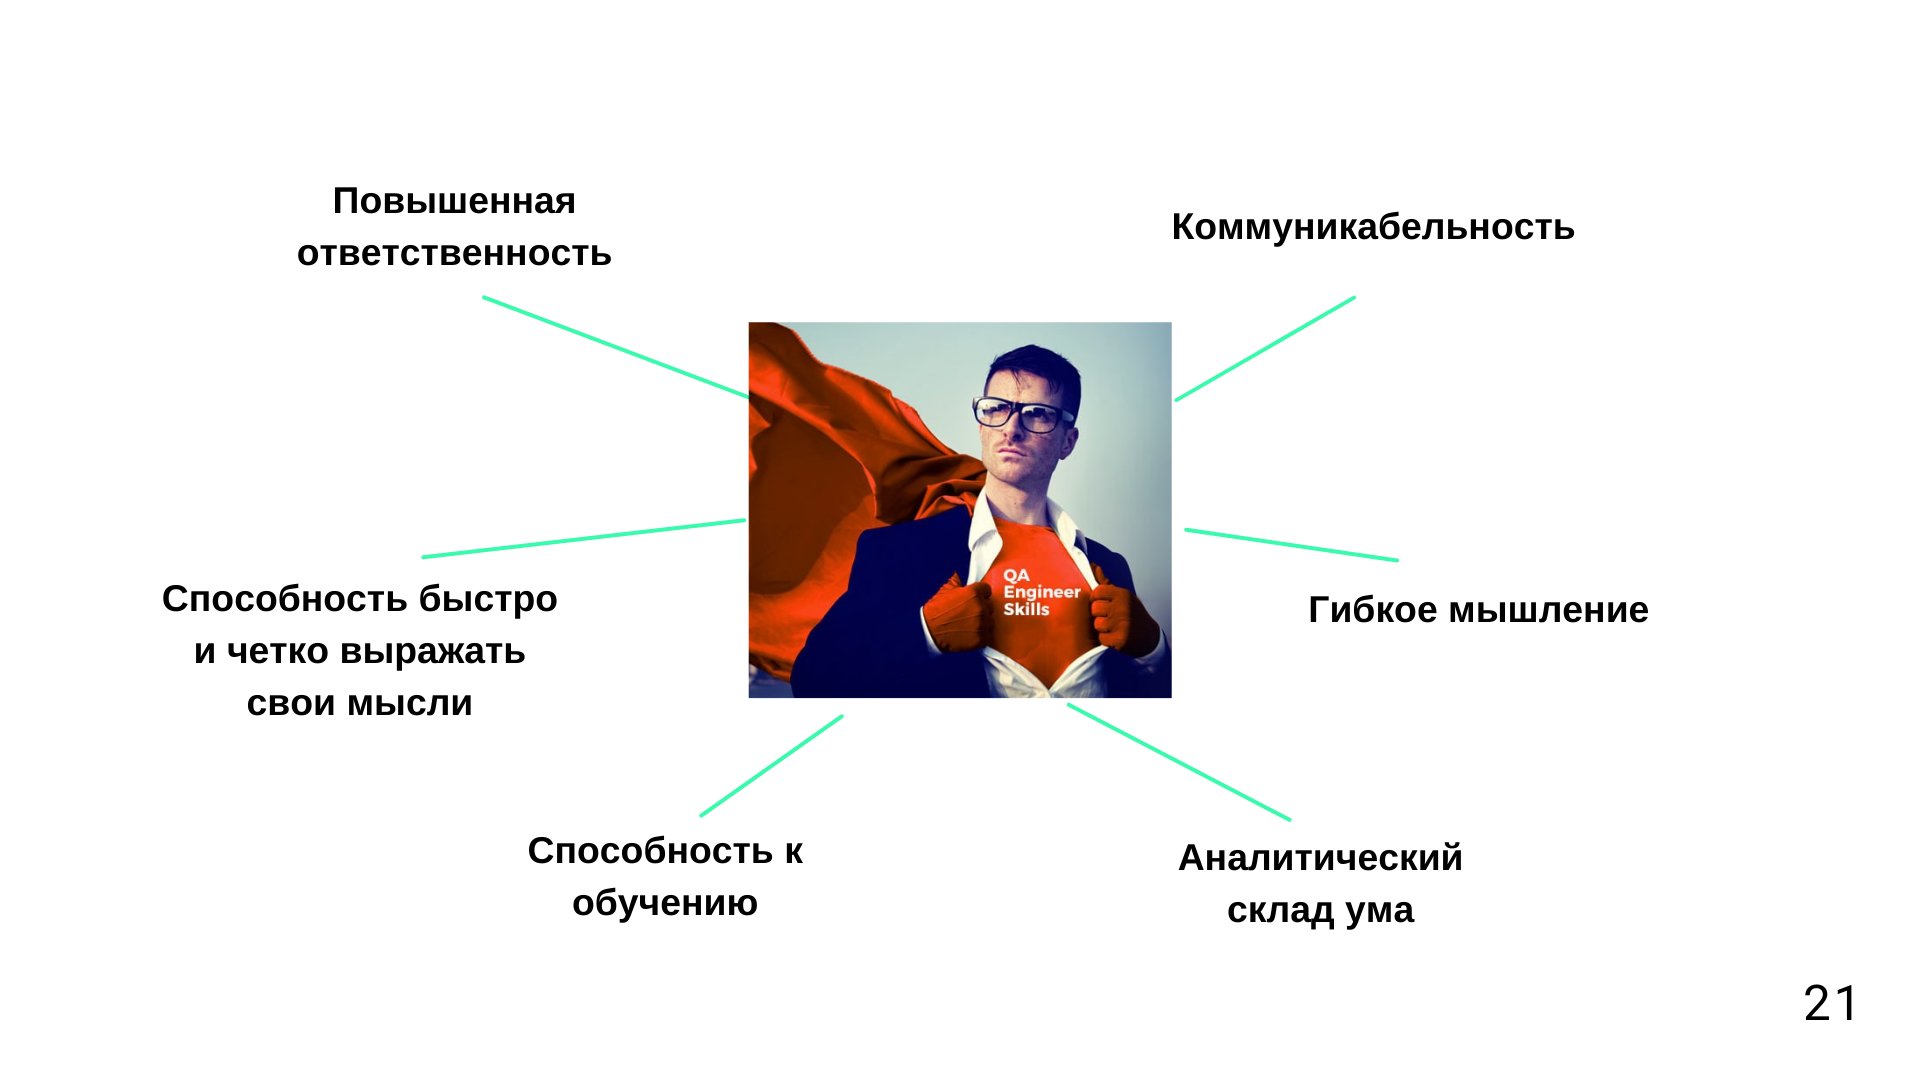 Повышенная
ответственность
Коммуникабельность
QA
Engineer
Skills
Способность быстро
и четко выражать
свои мысли
Гибкое мышление
Способность к
обучению
Аналитический
склад ума
21